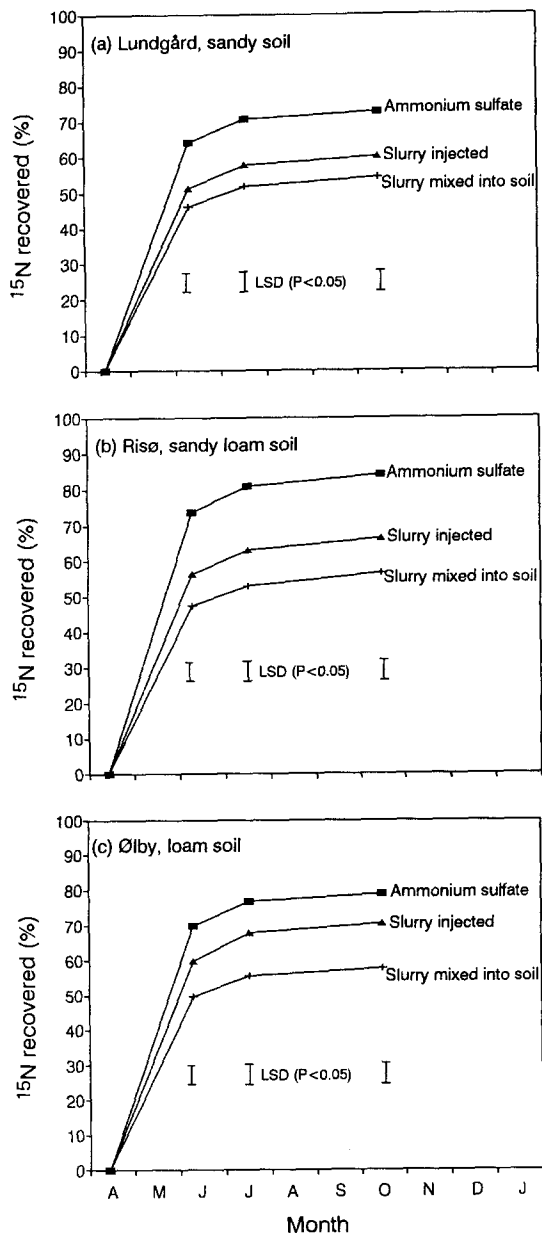 (a) Lundgård, sandy soil
100
90
80
70
60
50
40
30
20
10
0
15N recovered (%)
Ammonium sulfate
Slurry injected
Slurry mixed into soil
LSD (P<0.05)
(b) Risø, sandy loam soil
100
90
80
70
60
50
40
30
20
10
0
15N recovered (%)
Ammonium sulfate
Slurry injected
Slurry mixed into soil
LSD (P<0.05)
(c) Ølby, loam soil
100
90
80
70
60
50
40
30
20
10
0
15N recovered (%)
Ammonium sulfate
Slurry injected
Slurry mixed into soil
LSD (P<0.05)
A M J J A S O N D J
Month